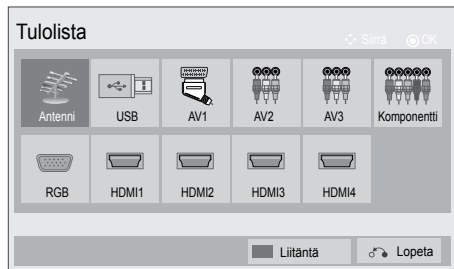 Tulolista
Siirrä OK
Antenni USB AV1 AV2 AV3 Komponentti
RGB HDMI1 HDMI2 HDMI3 HDMI4
Liitäntä Lopeta